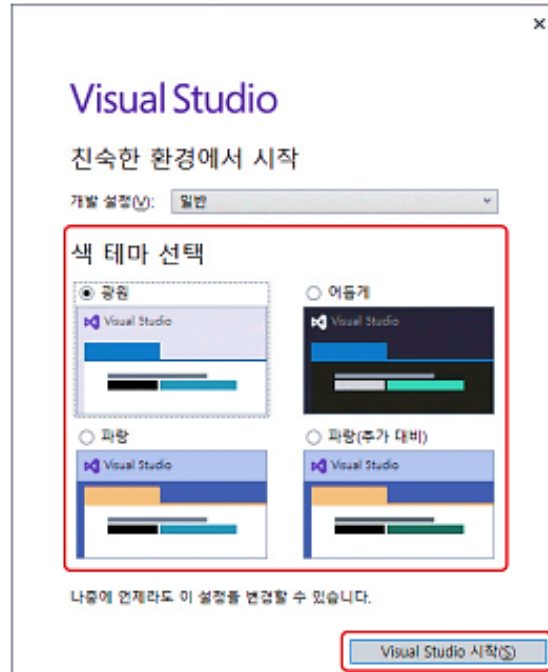 Visual Studio
친숙한 환경에서 시작
개발 설정(V): 일반
색 테마 선택
광원
어둡게
Visual Studio
Visual Studio
파랑
파랑(추가 대비)
Visual Studio
Visual Studio
나중에 언제라도 이 설정을 변경할 수 있습니다.
Visual Studio 시작(S)